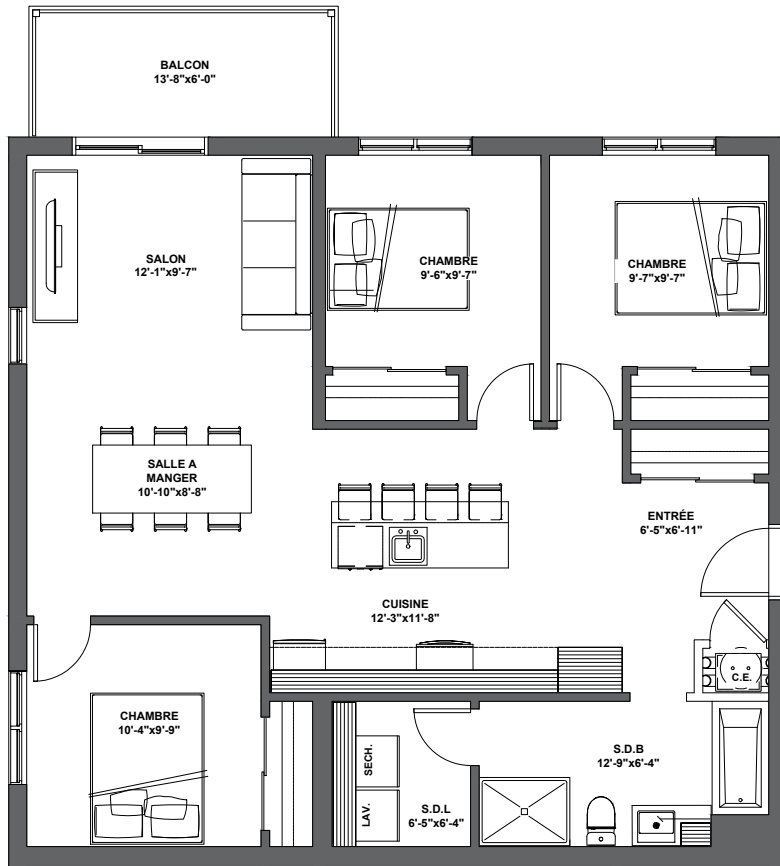 BALCON
13'-8"x6'-0"
SALON
12'-1"x9'-7"
CHAMBRE
9'-6"x9'-7"
CHAMBRE
9'-7"x9'-7"
SALLE A
MANGER
10'-10"x8'-8"
ENTRÉE
6'-5"x6'-11"
CUISINE
12'-3"x11'-8"
C.E.
CHAMBRE
10'-4"x9'-9"
SECH.
LAV.
S.D.L
6'-5"x6'-4"
S.D.B
12'-9"x6'-4"